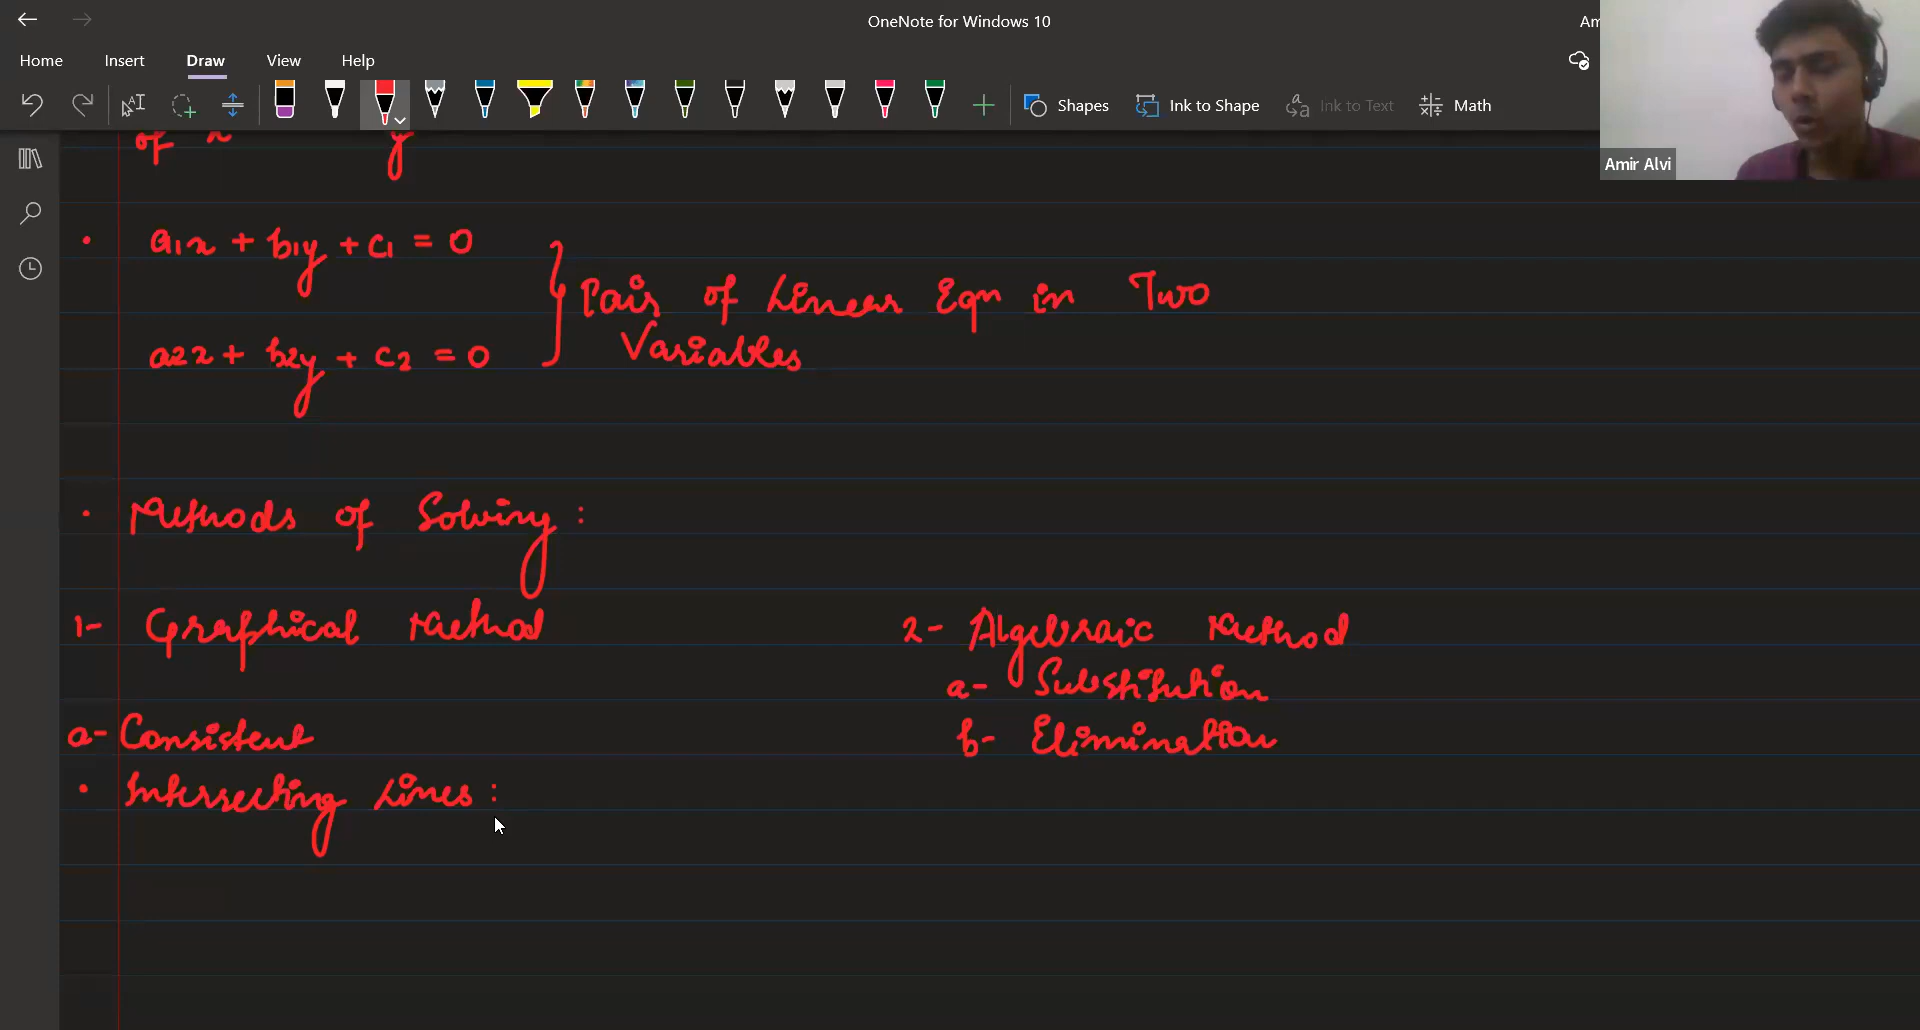 OneNote for Windows 10
Am
Home Insert Draw View Help
Shapes Ink to Shape Ink to Text Math
Amir Alvi
of x y
• a1x + b1y + c1 = 0
Pair of Linear Eqn in Two
Variables
a2x + b2y + c2 = 0
• Methods of Solving :
1- Graphical Method
2- Algebraic Method
a- Substitution
b- Elimination
a- Consistent
• Intersecting Lines :